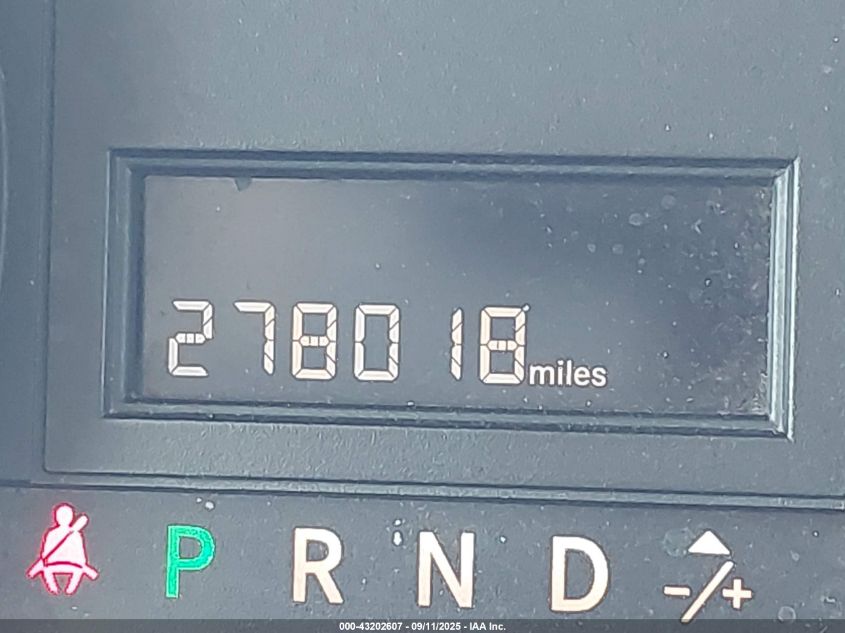 278018 miles
P R N D -/+
000-43202607 - 09/11/2025 - IAA Inc.